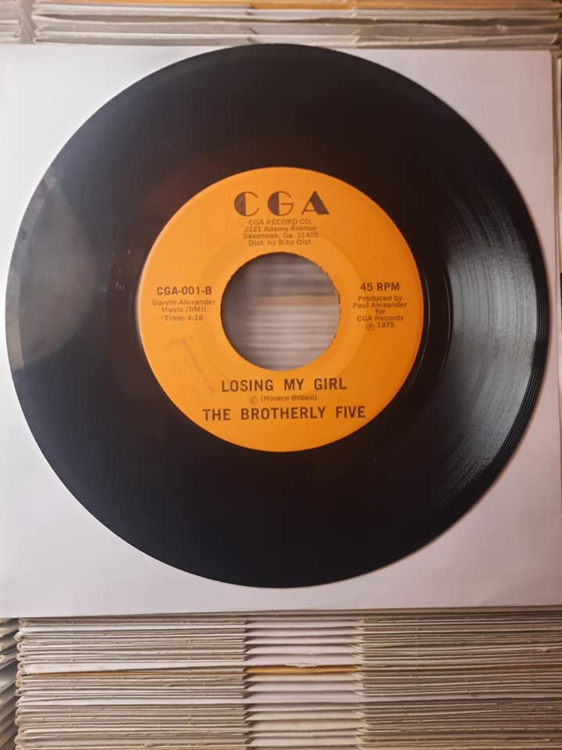 CGA
CGA RECORD CO.
2121 Adams Avenue
Savannah, Ga. 31405
Dist. by Bibs Dist.
CGA-001-B
Garvin-Alexander
Music (BMI)
Time: 4:18
45 RPM
Produced by
Paul Alexander
for
CGA Records
℗ 1975
LOSING MY GIRL
© (Horace Brown)
THE BROTHERLY FIVE